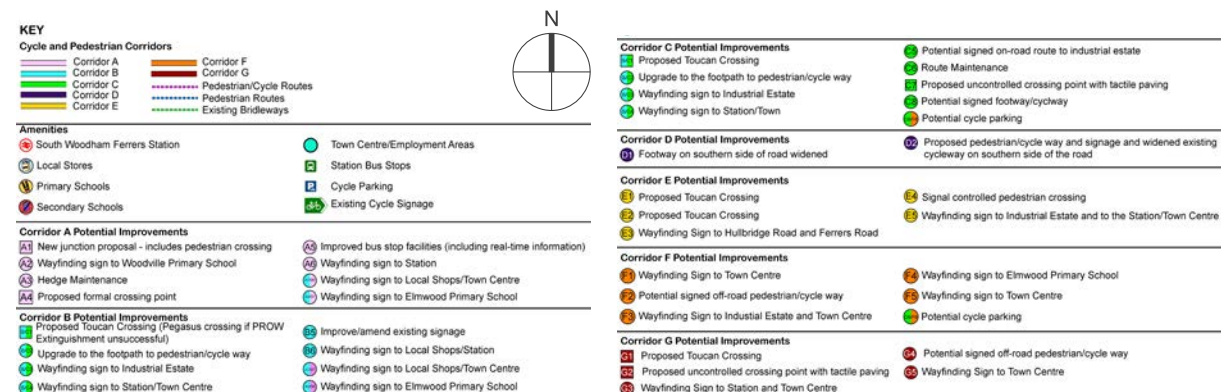 KEY
Cycle and Pedestrian Corridors
Corridor A
Corridor B
Corridor C
Corridor D
Corridor E
Corridor F
Corridor G
Pedestrian/Cycle Routes
Pedestrian Routes
Existing Bridleways
N
Amenities
South Woodham Ferrers Station
Local Stores
Primary Schools
Secondary Schools
Town Centre/Employment Areas
Station Bus Stops
Cycle Parking
Existing Cycle Signage
Corridor A Potential Improvements
A1 New junction proposal - includes pedestrian crossing
A2 Wayfinding sign to Woodville Primary School
A3 Hedge Maintenance
A4 Proposed formal crossing point
A5 Improved bus stop facilities (including real-time information)
A6 Wayfinding sign to Station
Wayfinding sign to Local Shops/Town Centre
Wayfinding sign to Elmwood Primary School
Corridor B Potential Improvements
Proposed Toucan Crossing (Pegasus crossing if PROW
Extinguishment unsuccessful)
Upgrade to the footpath to pedestrian/cycle way
Wayfinding sign to Industrial Estate
Wayfinding sign to Station/Town Centre
B5 Improve/amend existing signage
B6 Wayfinding sign to Local Shops/Station
Wayfinding sign to Local Shops/Town Centre
Wayfinding sign to Elmwood Primary School
Corridor C Potential Improvements
Proposed Toucan Crossing
Upgrade to the footpath to pedestrian/cycle way
Wayfinding sign to Industrial Estate
Wayfinding sign to Station/Town
C5 Potential signed on-road route to industrial estate
C6 Route Maintenance
C7 Proposed uncontrolled crossing point with tactile paving
C8 Potential signed footway/cyclway
Potential cycle parking
Corridor D Potential Improvements
D1 Footway on southern side of road widened
D2 Proposed pedestrian/cycle way and signage and widened existing
cycleway on southern side of the road
Corridor E Potential Improvements
E1 Proposed Toucan Crossing
E2 Proposed Toucan Crossing
E3 Wayfinding Sign to Hullbridge Road and Ferrers Road
E4 Signal controlled pedestrian crossing
E5 Wayfinding sign to Industrial Estate and to the Station/Town Centre
Corridor F Potential Improvements
F1 Wayfinding Sign to Town Centre
F2 Potential signed off-road pedestrian/cycle way
F3 Wayfinding Sign to Industial Estate and Town Centre
F4 Wayfinding sign to Elmwood Primary School
F5 Wayfinding sign to Town Centre
Potential cycle parking
Corridor G Potential Improvements
G1 Proposed Toucan Crossing
G2 Proposed uncontrolled crossing point with tactile paving
G3 Wayfinding Sign to Station and Town Centre
G4 Potential signed off-road pedestrian/cycle way
G5 Wayfinding Sign to Town Centre